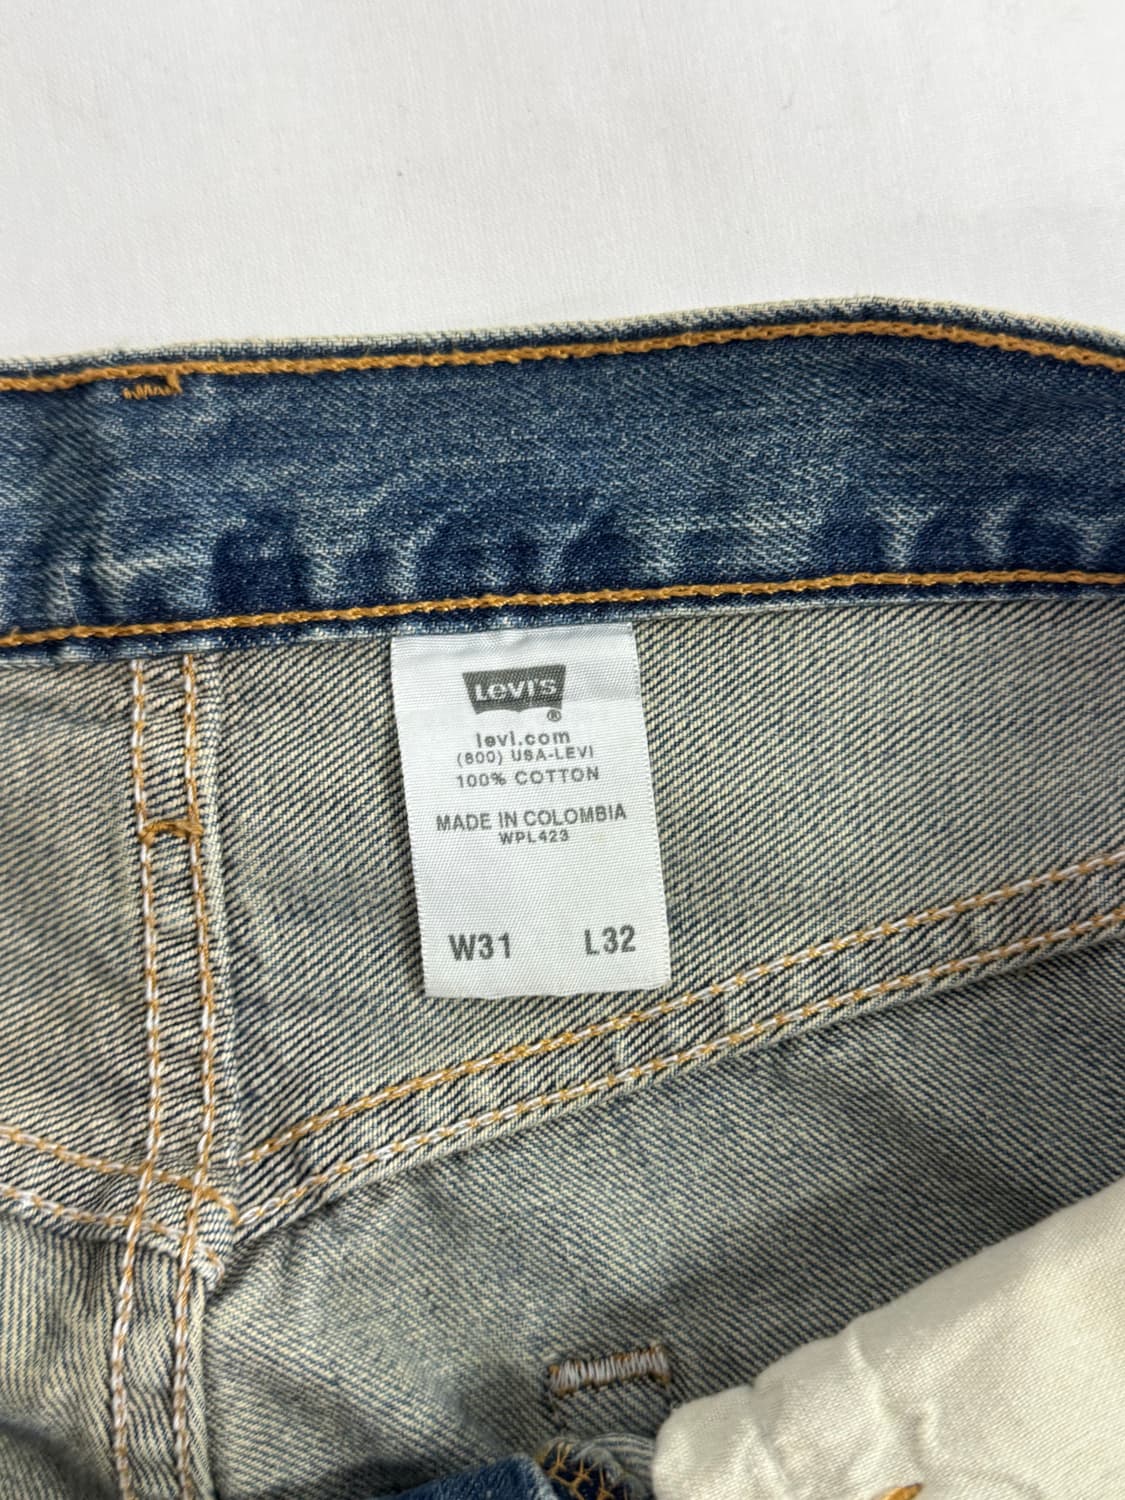 LEVI'S
®
levi.com
(800) USA-LEVI
100% COTTON
MADE IN COLOMBIA
WPL423
W31 L32